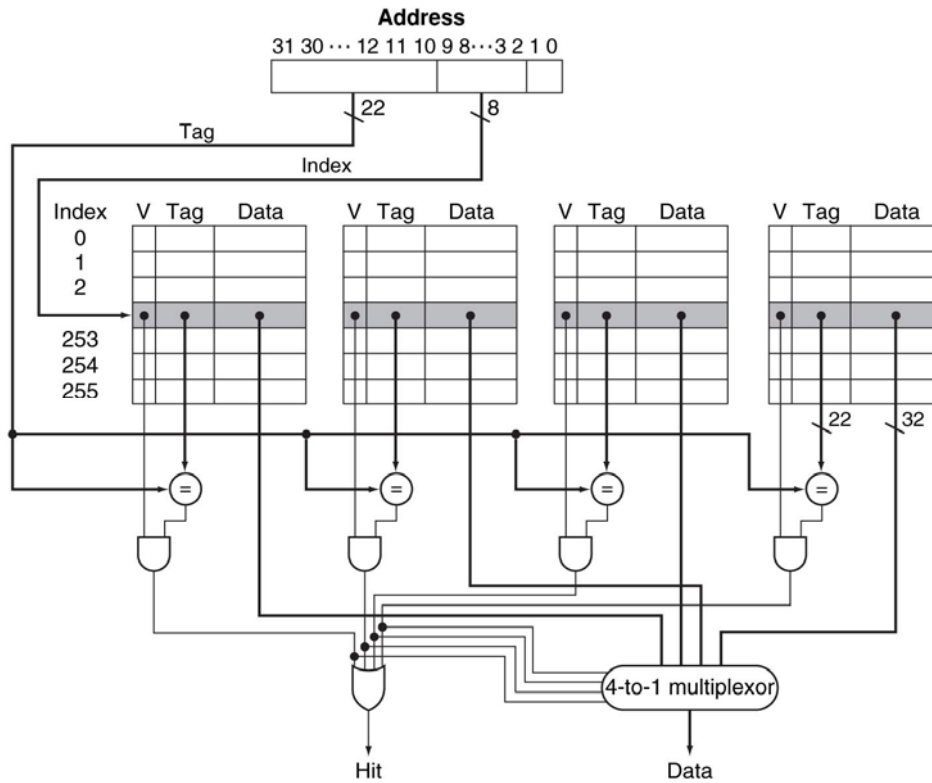 Address
31 30 ··· 12 11 10 9 8···3 2 1 0
22
8
Tag
Index
Index V Tag Data V Tag Data V Tag Data V Tag Data
0
1
2
253
254
255
22
32
= = = =
4-to-1 multiplexor
Hit
Data